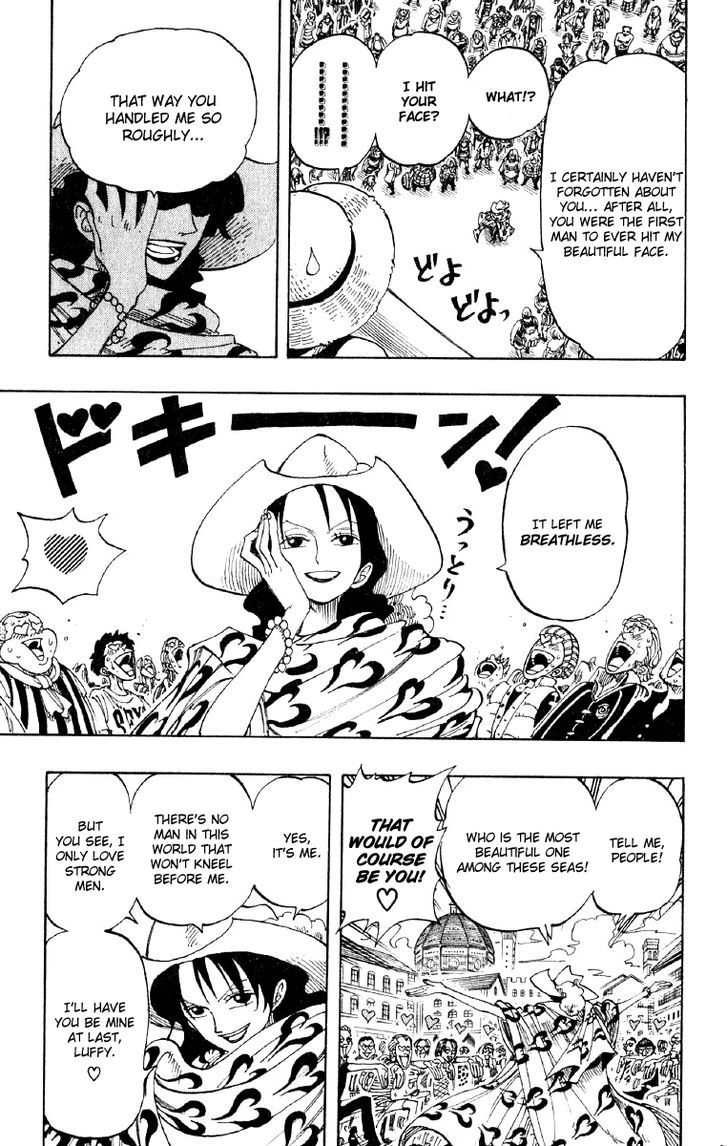 I CERTAINLY HAVEN'T
FORGOTTEN ABOUT
YOU... AFTER ALL,
YOU WERE THE FIRST
MAN TO EVER HIT MY
BEAUTIFUL FACE.
WHAT!?
I HIT
YOUR
FACE?
!!?
どよ
どよっ
THAT WAY YOU
HANDLED ME SO
ROUGHLY...
ドキーン!
IT LEFT ME
BREATHLESS.
うっとり...
TELL ME,
PEOPLE!
WHO IS THE MOST
BEAUTIFUL ONE
AMONG THESE SEAS!
THAT
WOULD OF
COURSE
BE YOU!
♡
YES,
IT'S ME.
THERE'S NO
MAN IN THIS
WORLD THAT
WON'T KNEEL
BEFORE ME.
BUT
YOU SEE, I
ONLY LOVE
STRONG
MEN.
I'LL HAVE
YOU BE MINE
AT LAST,
LUFFY.
♡